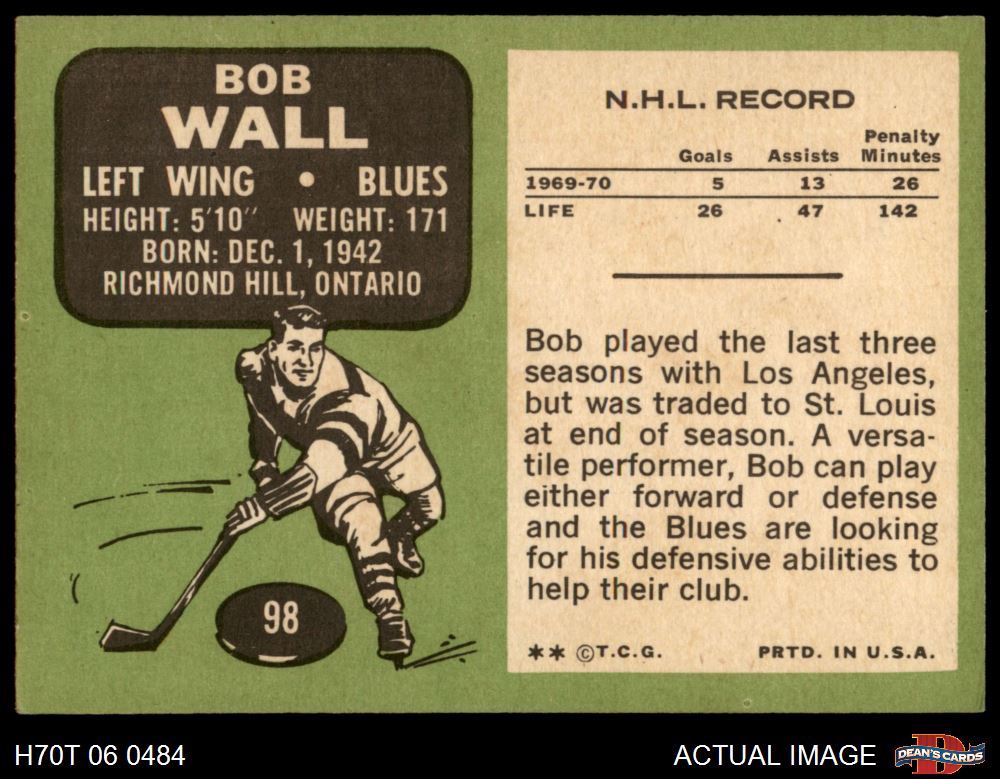 BOB
WALL
LEFT WING • BLUES
HEIGHT: 5'10" WEIGHT: 171
BORN: DEC. 1, 1942
RICHMOND HILL, ONTARIO
98
N.H.L. RECORD
Goals Assists Penalty Minutes
1969-70 5 13 26
LIFE 26 47 142
Bob played the last three
seasons with Los Angeles,
but was traded to St. Louis
at end of season. A versa-
tile performer, Bob can play
either forward or defense
and the Blues are looking
for his defensive abilities to
help their club.
** ©T.C.G. PRTD. IN U.S.A.
H70T 06 0484 ACTUAL IMAGE DEAN'S CARDS